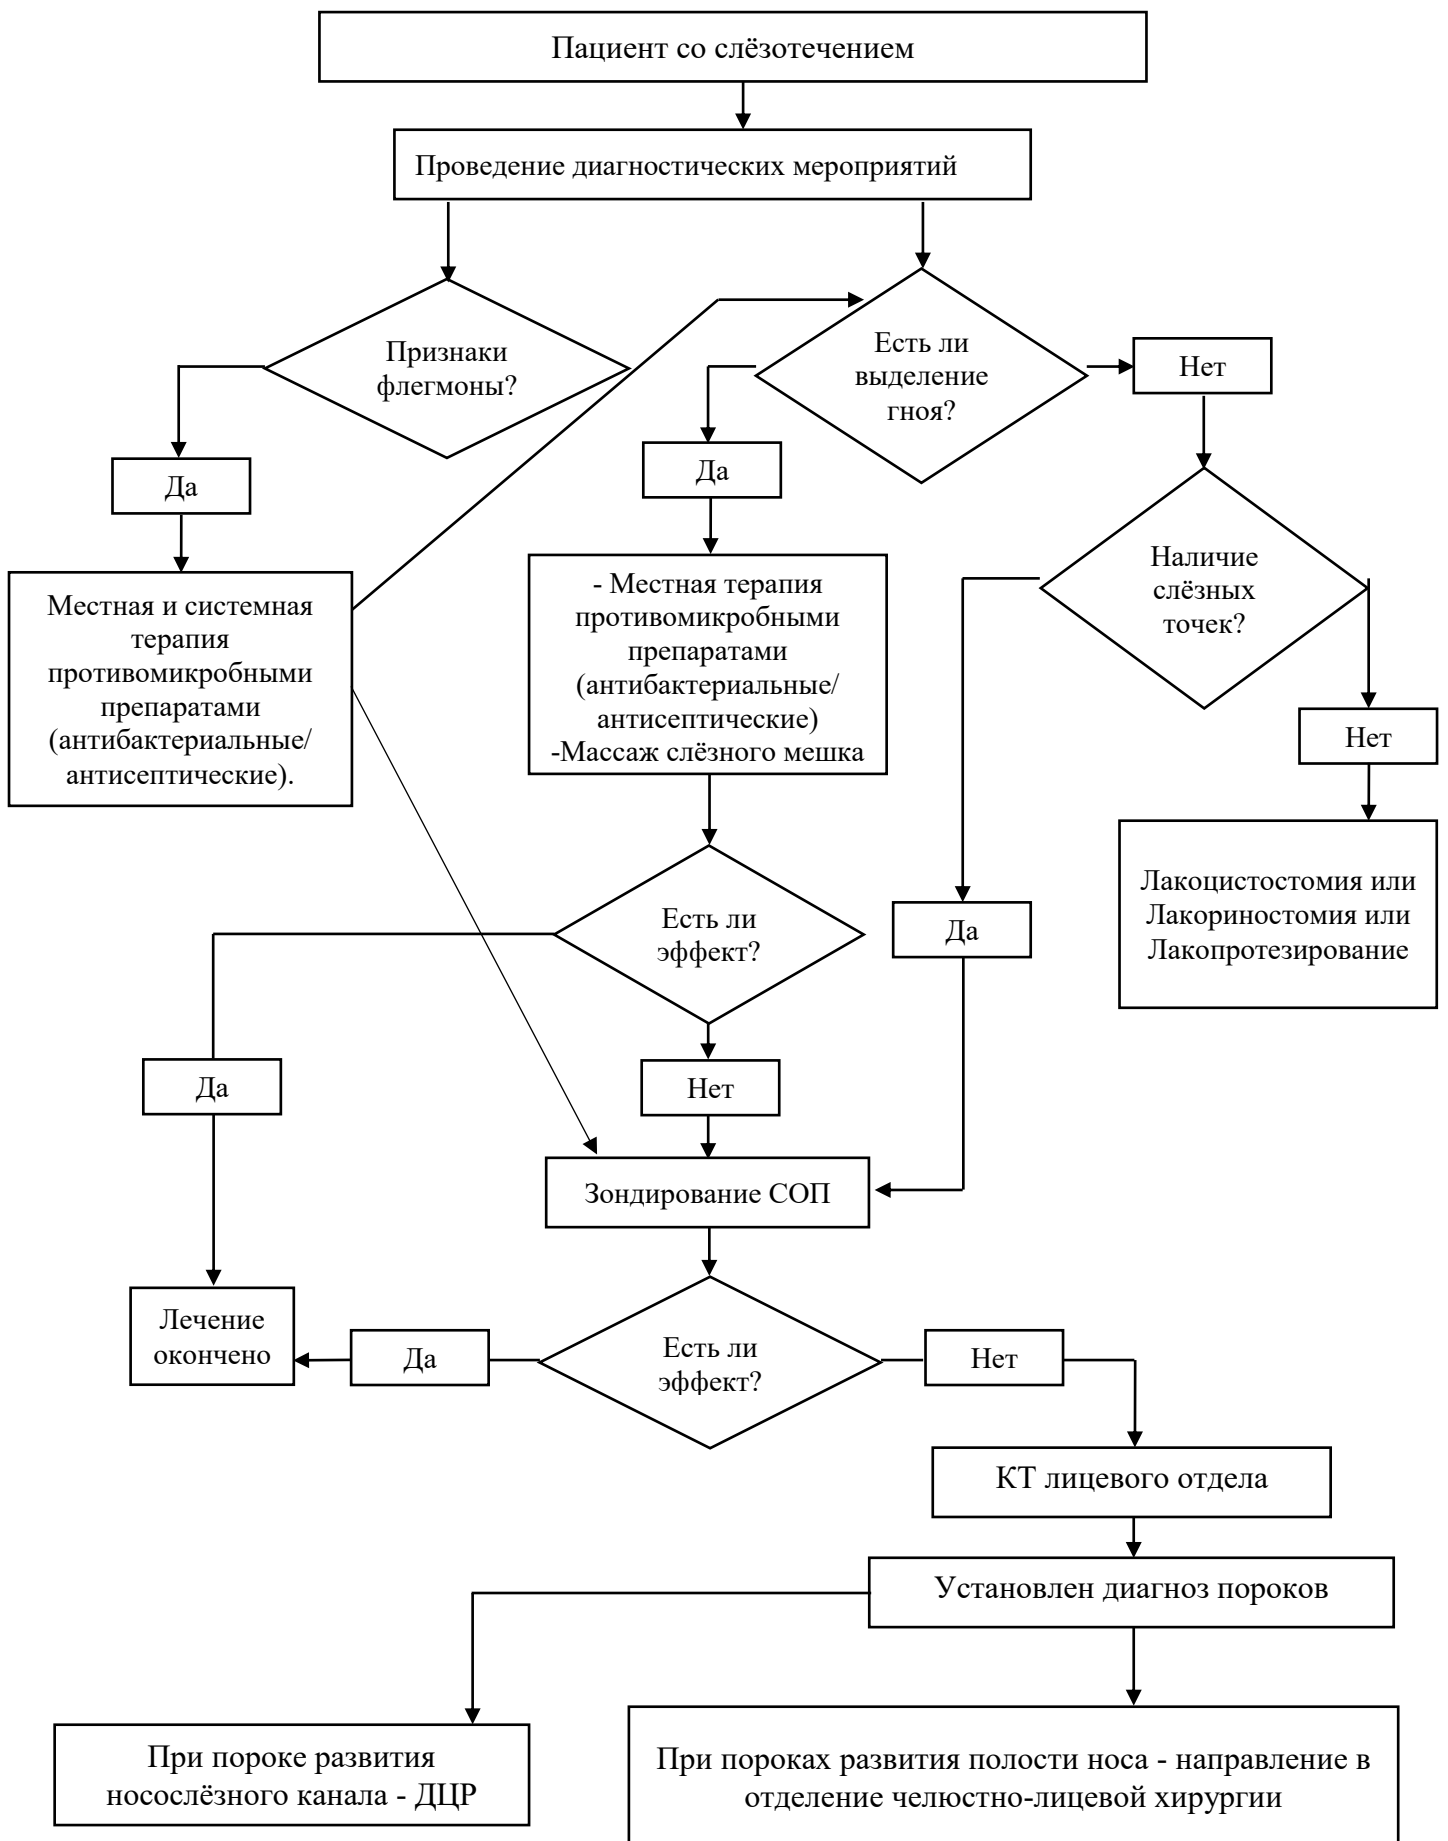 Пациент со слёзотечением
Проведение диагностических мероприятий
Признаки
флегмоны?
Есть ли
выделение
гноя?
Нет
Да
Да
Наличие
слёзных
точек?
Местная и системная
терапия
противомикробными
препаратами
(антибактериальные/
антисептические).
- Местная терапия
противомикробными
препаратами
(антибактериальные/
антисептические)
-Массаж слёзного мешка
Нет
Лакоцистостомия или
Лакориностомия или
Лакопротезирование
Есть ли
эффект?
Да
Да
Нет
Зондирование СОП
Лечение
окончено
Да
Есть ли
эффект?
Нет
КТ лицевого отдела
Установлен диагноз пороков
При пороке развития
носослёзного канала - ДЦР
При пороках развития полости носа - направление в
отделение челюстно-лицевой хирургии